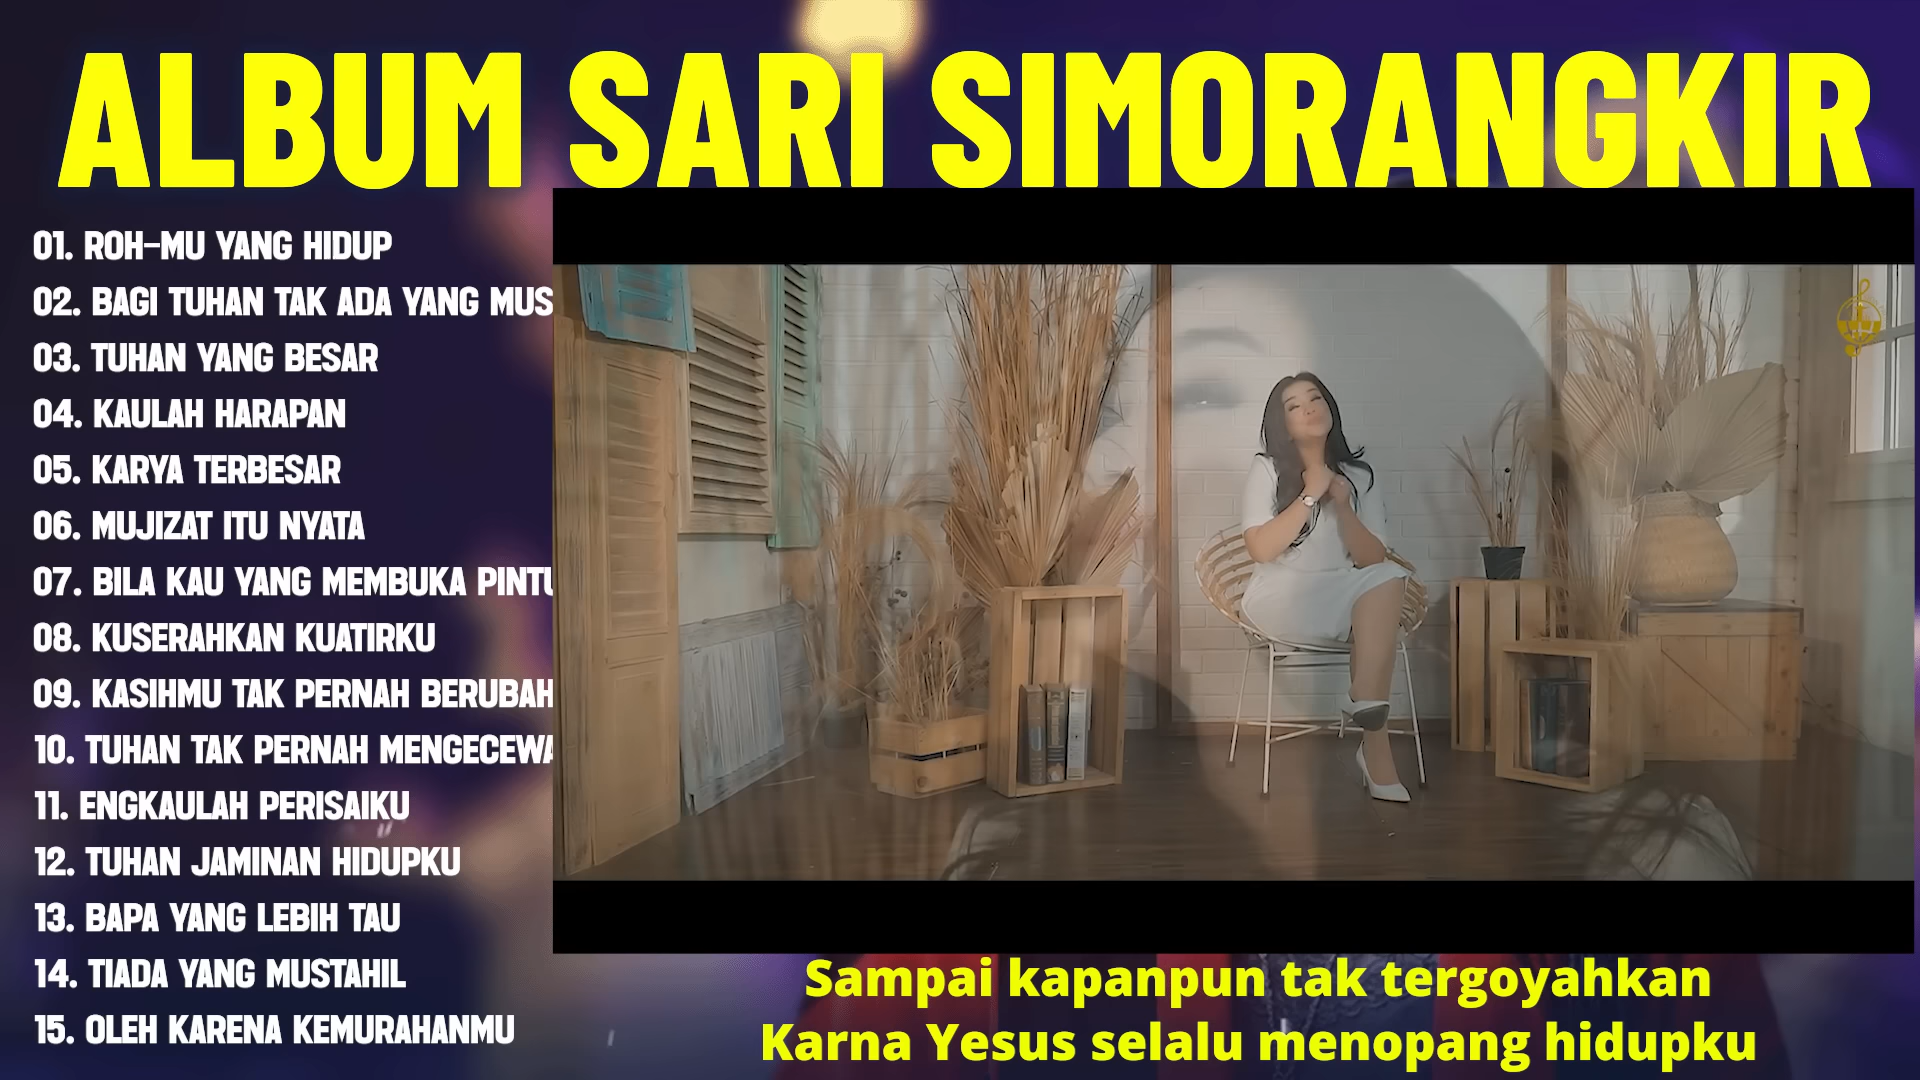 ALBUM SARI SIMORANGKIR
01. ROH-MU YANG HIDUP
02. BAGI TUHAN TAK ADA YANG MUS
03. TUHAN YANG BESAR
04. KAULAH HARAPAN
05. KARYA TERBESAR
06. MUJIZAT ITU NYATA
07. BILA KAU YANG MEMBUKA PINTU
08. KUSERAHKAN KUATIRKU
09. KASIHMU TAK PERNAH BERUBAH
10. TUHAN TAK PERNAH MENGECEWA
11. ENGKAULAH PERISAIKU
12. TUHAN JAMINAN HIDUPKU
13. BAPA YANG LEBIH TAU
14. TIADA YANG MUSTAHIL
15. OLEH KARENA KEMURAHANMU
Sampai kapanpun tak tergoyahkan
Karna Yesus selalu menopang hidupku